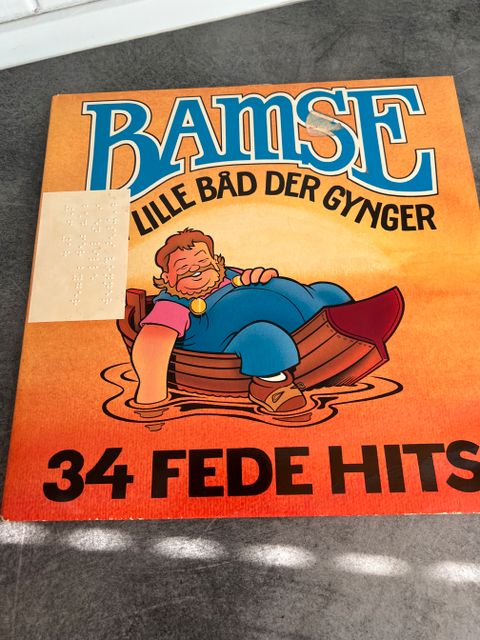 BAMSE
LILLE BÅD DER GYNGER
34 FEDE HITS